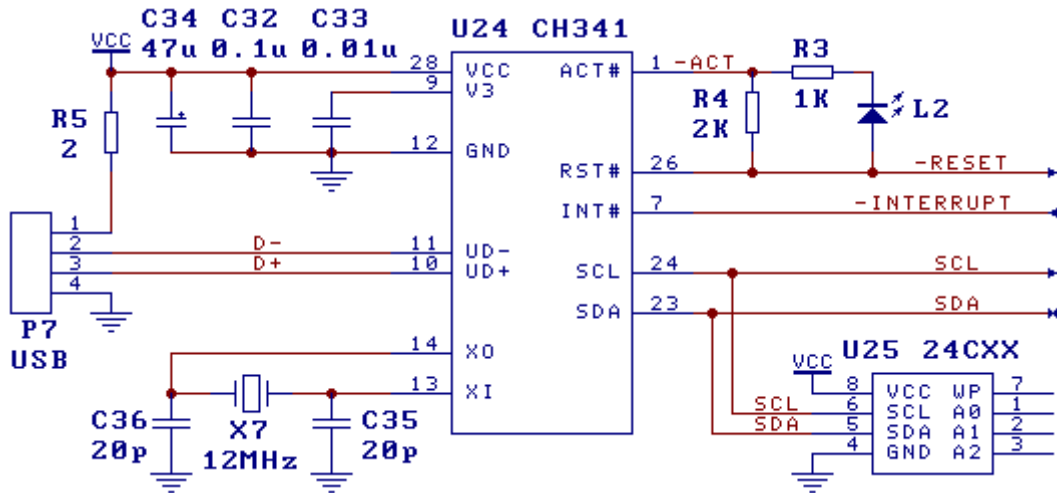 C34 C32 C33
47u 0.1u 0.01u
VCC
R5
2
U24 CH341
28 VCC
9 V3
12 GND
11 UD-
10 UD+
14 XO
13 XI
ACT# 1 -ACT
RST# 26 -RESET
INT# 7 -INTERRUPT
SCL 24 SCL
SDA 23 SDA
R3
1K
R4
2K
L2
1
2 D-
3 D+
4
P7
USB
C36
20p
X7
12MHz
C35
20p
U25 24CXX
VCC
8 VCC WP 7
SCL 6 SCL A0 1
SDA 5 SDA A1 2
4 GND A2 3